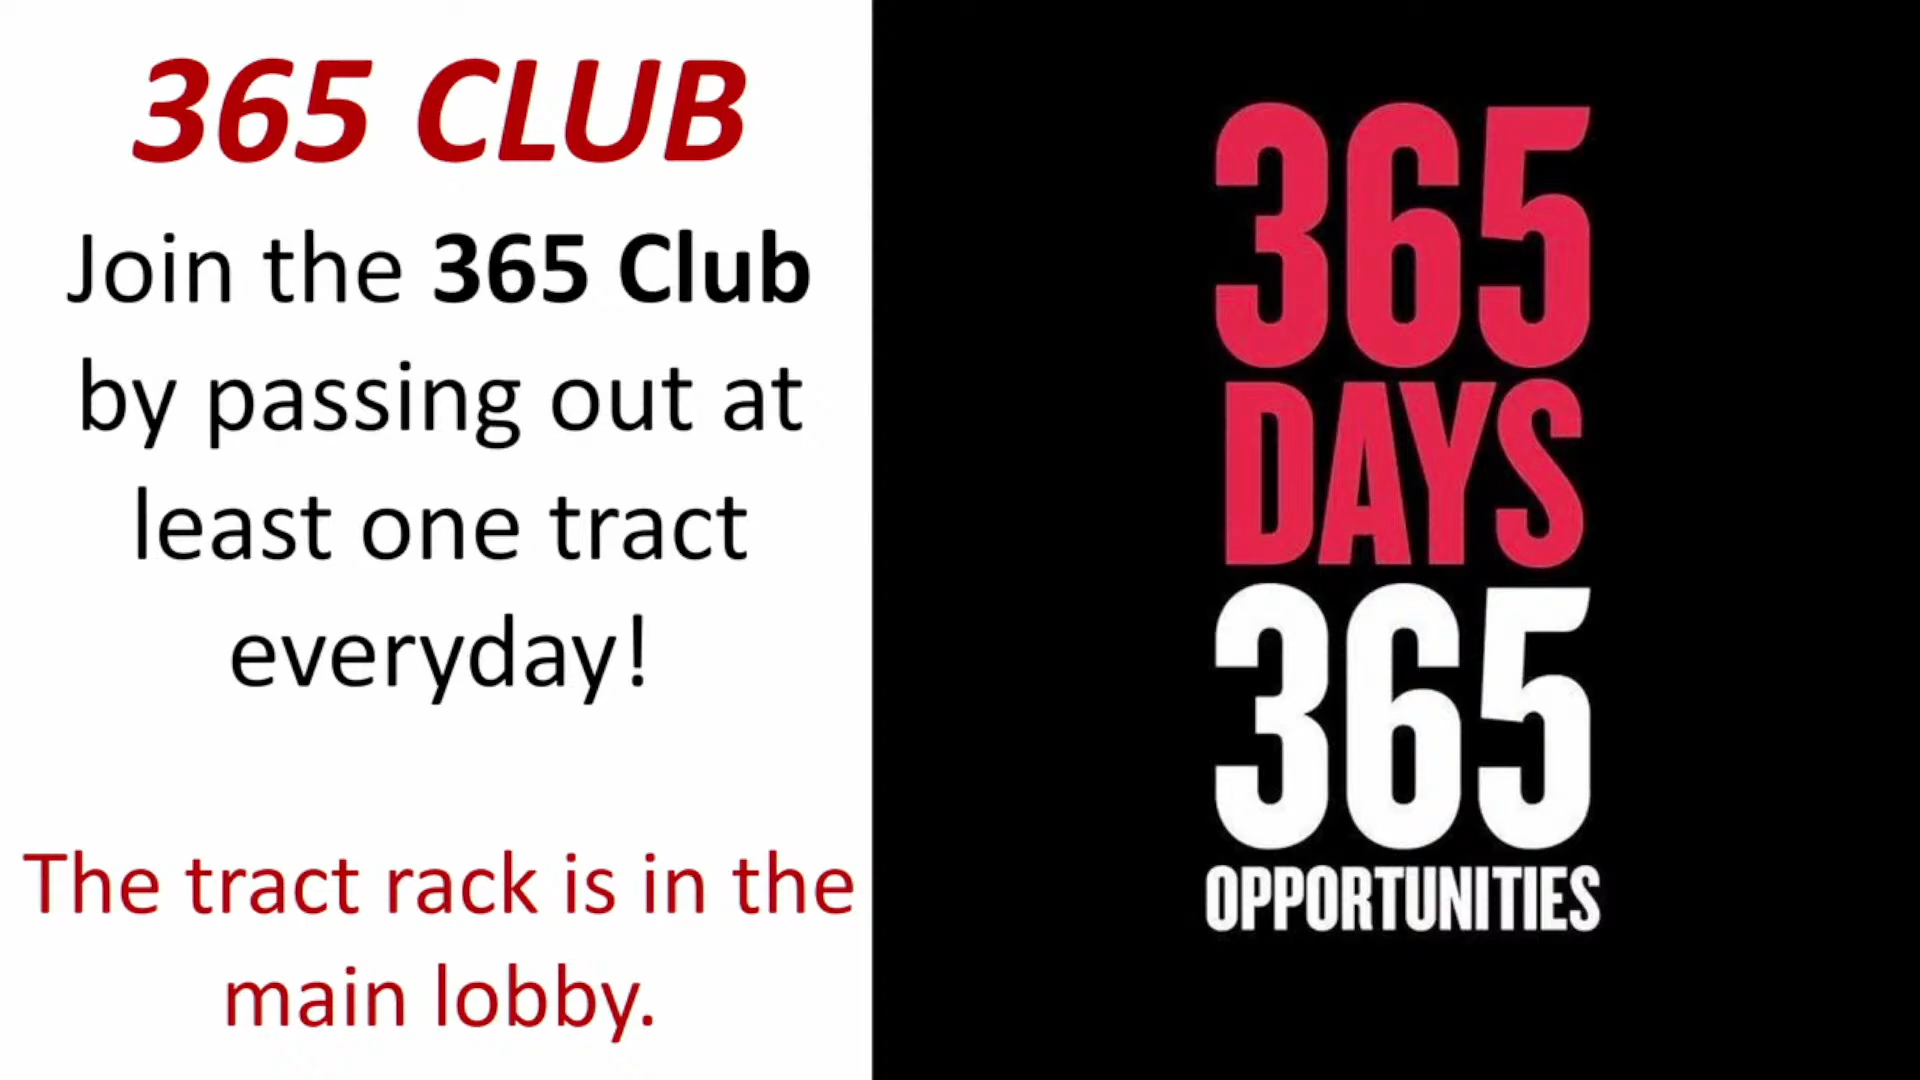 365 CLUB
Join the 365 Club
by passing out at
least one tract
everyday!
The tract rack is in the
main lobby.
365
DAYS
365
OPPORTUNITIES